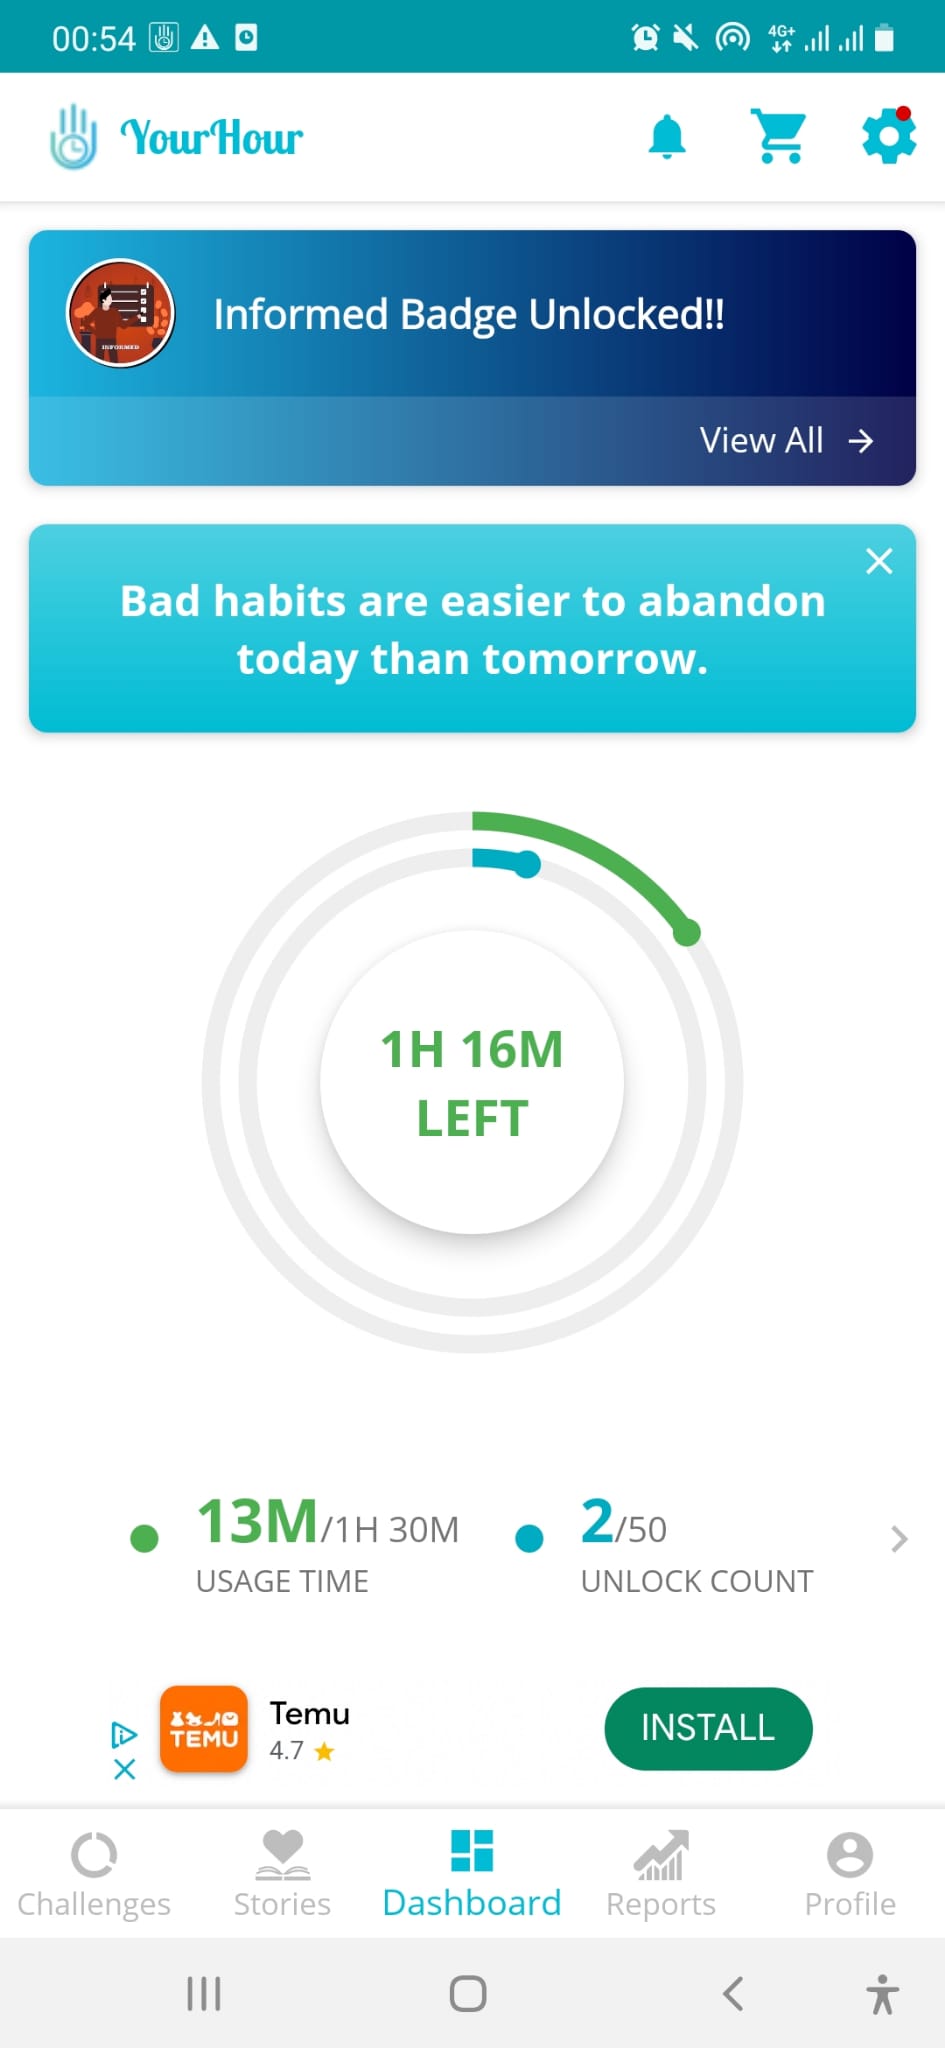 00:54
4G+
YourHour
INFORMED
Informed Badge Unlocked!!
View All
Bad habits are easier to abandon
today than tomorrow.
1H 16M
LEFT
13M/1H 30M
USAGE TIME
2/50
UNLOCK COUNT
TEMU
Temu
4.7
INSTALL
Challenges
Stories
Dashboard
Reports
Profile